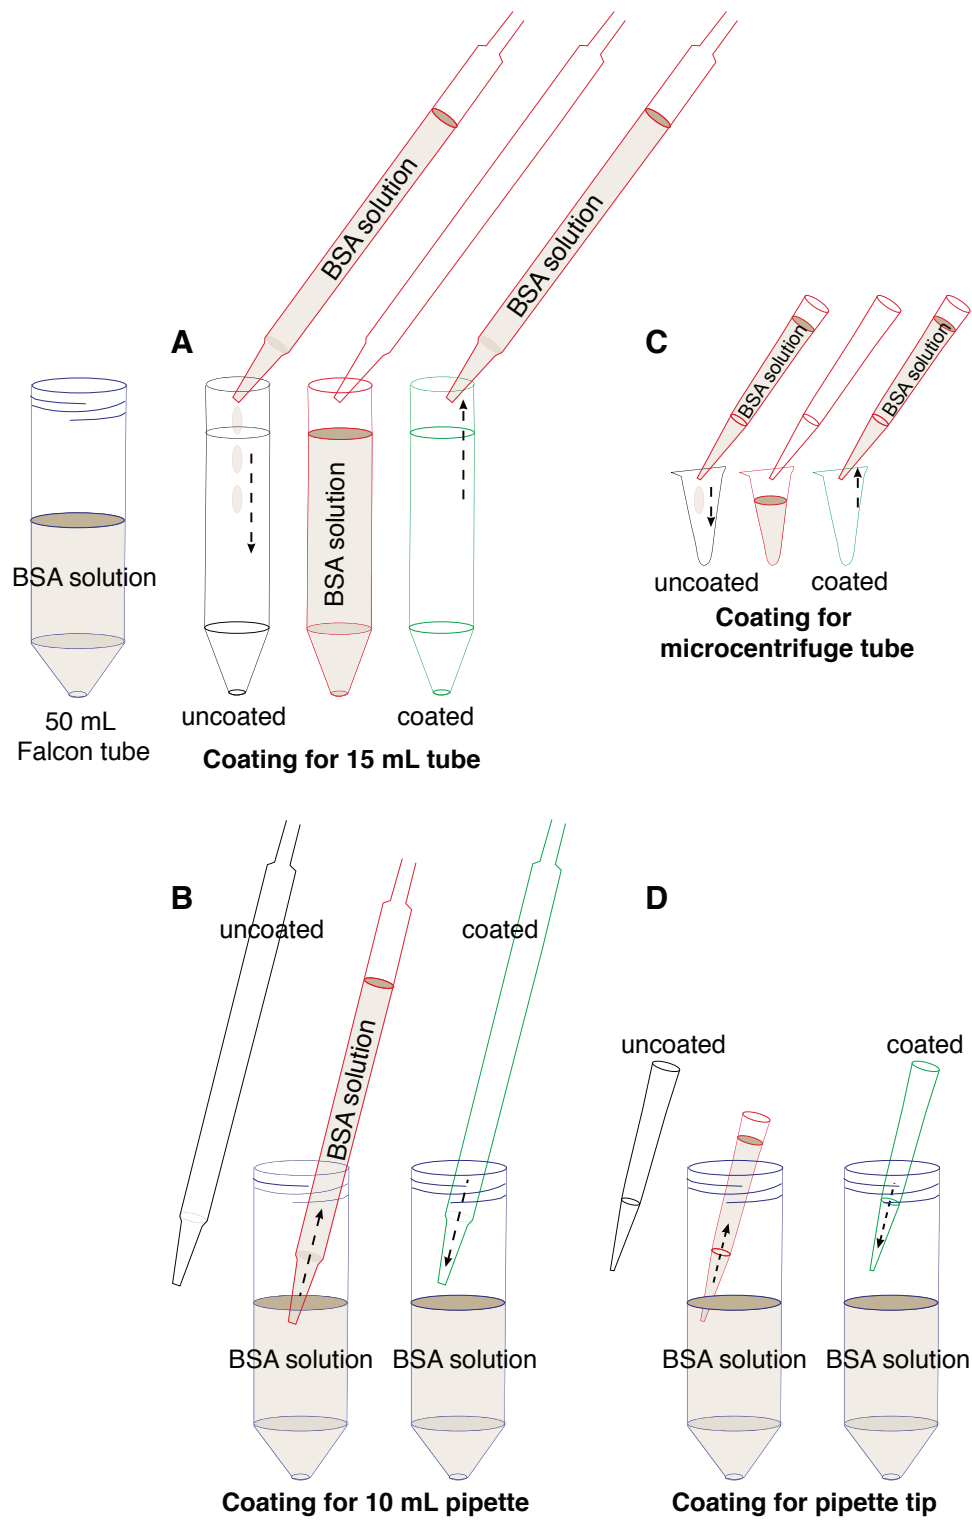 A
BSA solution
BSA solution
BSA solution
BSA solution
50 mL
Falcon tube
uncoated
coated
Coating for 15 mL tube
C
BSA solution
BSA solution
uncoated
coated
Coating for
microcentrifuge tube
B
uncoated
coated
BSA solution
BSA solution
BSA solution
Coating for 10 mL pipette
D
uncoated
coated
BSA solution
BSA solution
Coating for pipette tip